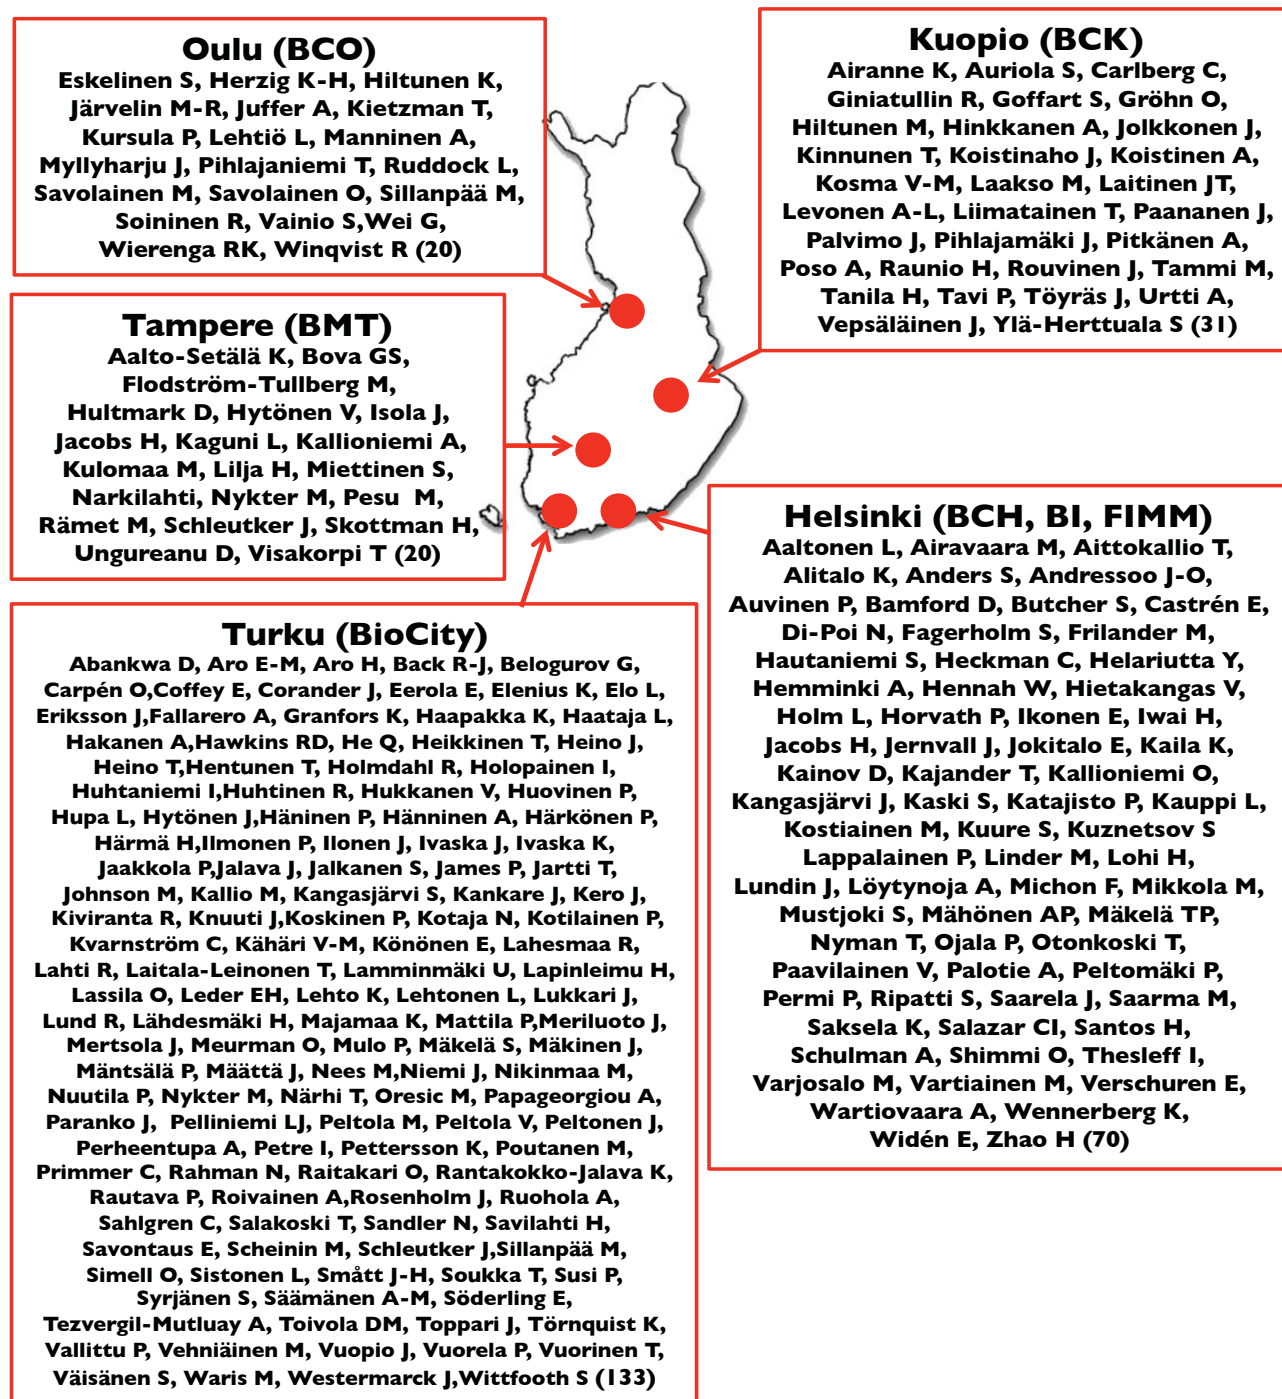 Oulu (BCO)
Eskelinen S, Herzig K-H, Hiltunen K,
Järvelin M-R, Juffer A, Kietzman T,
Kursula P, Lehtiö L, Manninen A,
Myllyharju J, Pihlajaniemi T, Ruddock L,
Savolainen M, Savolainen O, Sillanpää M,
Soininen R, Vainio S,Wei G,
Wierenga RK, Winqvist R (20)
Kuopio (BCK)
Airanne K, Auriola S, Carlberg C,
Giniatullin R, Goffart S, Gröhn O,
Hiltunen M, Hinkkanen A, Jolkkonen J,
Kinnunen T, Koistinaho J, Koistinen A,
Kosma V-M, Laakso M, Laitinen JT,
Levonen A-L, Liimatainen T, Paananen J,
Palvimo J, Pihlajamäki J, Pitkänen A,
Poso A, Raunio H, Rouvinen J, Tammi M,
Tanila H, Tavi P, Töyräs J, Urtti A,
Vepsäläinen J, Ylä-Herttuala S (31)
Tampere (BMT)
Aalto-Setälä K, Bova GS,
Flodström-Tullberg M,
Hultmark D, Hytönen V, Isola J,
Jacobs H, Kaguni L, Kallioniemi A,
Kulomaa M, Lilja H, Miettinen S,
Narkilahti, Nykter M, Pesu M,
Rämet M, Schleutker J, Skottman H,
Ungureanu D, Visakorpi T (20)
Helsinki (BCH, BI, FIMM)
Aaltonen L, Airavaara M, Aittokallio T,
Alitalo K, Anders S, Andressoo J-O,
Auvinen P, Bamford D, Butcher S, Castrén E,
Di-Poi N, Fagerholm S, Frilander M,
Hautaniemi S, Heckman C, Helariutta Y,
Hemminki A, Hennah W, Hietakangas V,
Holm L, Horvath P, Ikonen E, Iwai H,
Jacobs H, Jernvall J, Jokitalo E, Kaila K,
Kainov D, Kajander T, Kallioniemi O,
Kangasjärvi J, Kaski S, Katajisto P, Kauppi L,
Kostiainen M, Kuure S, Kuznetsov S
Lappalainen P, Linder M, Lohi H,
Lundin J, Löytynoja A, Michon F, Mikkola M,
Mustjoki S, Mähönen AP, Mäkelä TP,
Nyman T, Ojala P, Otonkoski T,
Paavilainen V, Palotie A, Peltomäki P,
Permi P, Ripatti S, Saarela J, Saarma M,
Saksela K, Salazar CI, Santos H,
Schulman A, Shimmi O, Thesleff I,
Varjosalo M, Vartiainen M, Verschuren E,
Wartiovaara A, Wennerberg K,
Widén E, Zhao H (70)
Turku (BioCity)
Abankwa D, Aro E-M, Aro H, Back R-J, Belogurov G,
Carpén O,Coffey E, Corander J, Eerola E, Elenius K, Elo L,
Eriksson J,Fallarero A, Granfors K, Haapakka K, Haataja L,
Hakanen A,Hawkins RD, He Q, Heikkinen T, Heino J,
Heino T,Hentunen T, Holmdahl R, Holopainen I,
Huhtaniemi I,Huhtinen R, Hukkanen V, Huovinen P,
Hupa L, Hytönen J,Häninen P, Hänninen A, Härkönen P,
Härmä H,Ilmonen P, Ilonen J, Ivaska J, Ivaska K,
Jaakkola P,Jalava J, Jalkanen S, James P, Jartti T,
Johnson M, Kallio M, Kangasjärvi S, Kankare J, Kero J,
Kiviranta R, Knuuti J,Koskinen P, Kotaja N, Kotilainen P,
Kvarnström C, Kähäri V-M, Könönen E, Lahesmaa R,
Lahti R, Laitala-Leinonen T, Lamminmäki U, Lapinleimu H,
Lassila O, Leder EH, Lehto K, Lehtonen L, Lukkari J,
Lund R, Lähdesmäki H, Majamaa K, Mattila P,Meriluoto J,
Mertsola J, Meurman O, Mulo P, Mäkelä S, Mäkinen J,
Mäntsälä P, Määttä J, Nees M,Niemi J, Nikinmaa M,
Nuutila P, Nykter M, Närhi T, Oresic M, Papageorgiou A,
Paranko J, Pelliniemi LJ, Peltola M, Peltola V, Peltonen J,
Perheentupa A, Petre I, Pettersson K, Poutanen M,
Primmer C, Rahman N, Raitakari O, Rantakokko-Jalava K,
Rautava P, Roivainen A,Rosenholm J, Ruohola A,
Sahlgren C, Salakoski T, Sandler N, Savilahti H,
Savontaus E, Scheinin M, Schleutker J,Sillanpää M,
Simell O, Sistonen L, Smått J-H, Soukka T, Susi P,
Syrjänen S, Säämänen A-M, Söderling E,
Tezvergil-Mutluay A, Toivola DM, Toppari J, Törnquist K,
Vallittu P, Vehniäinen M, Vuopio J, Vuorela P, Vuorinen T,
Väisänen S, Waris M, Westermarck J,Wittfooth S (133)